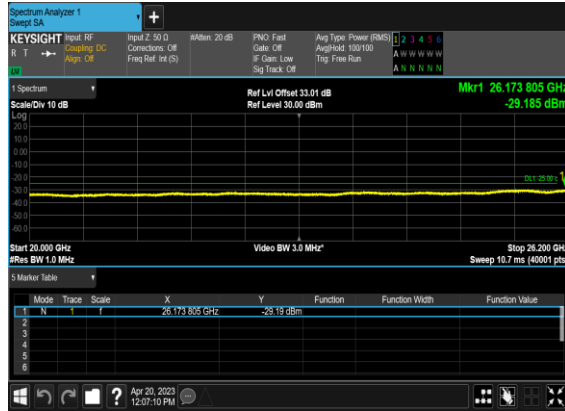 Spectrum Analyzer 1
Swept SA
+
KEYSIGHT Input: RF Input Z: 50 Ω #Atten: 20 dB PNO: Fast Avg Type: Power (RMS) 1 2 3 4 5 6
R T Coupling: DC Corrections: Off Gate: Off Avg|Hold: 100/100 A W W W W W
Align: Off Freq Ref: Int (S) IF Gain: Low Trig: Free Run
Sig Track: Off A N N N N N
1 Spectrum Ref Lvl Offset 33.01 dB Mkr1 26.173 805 GHz
Scale/Div 10 dB Ref Level 30.00 dBm -29.185 dBm
Log
20.0
10.0
0.00
-10.0
-20.0 DL1 -25.00 1
-30.0
-40.0
-50.0
-60.0
Start 20.000 GHz Video BW 3.0 MHz* Stop 26.200 GHz
#Res BW 1.0 MHz Sweep 10.7 ms (40001 pts
5 Marker Table
Mode Trace Scale X Y Function Function Width Function Value
1 N 1 f 26.173 805 GHz -29.19 dBm
2
3
4
5
6
? Apr 20, 2023
12:07:10 PM